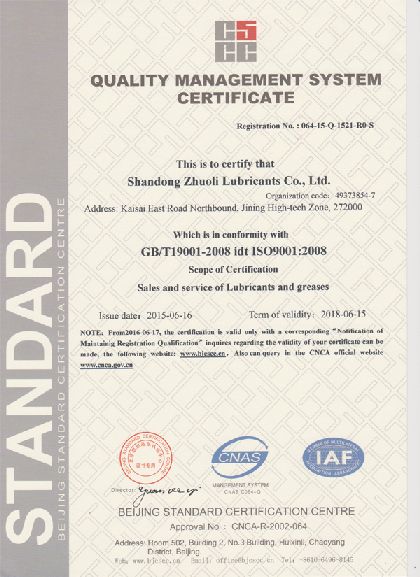 QUALITY MANAGEMENT SYSTEM
CERTIFICATE
Registration No. : 064-15-Q-1521-R0-S
This is to certify that
Shandong Zhuoli Lubricants Co., Ltd.
Organization code: 49373854-7
Address: Kaisai East Road Northbound, Jining High-tech Zone, 272000
Which is in conformity with
GB/T19001-2008 idt ISO9001:2008
Scope of Certification
Sales and service of Lubricants and greases
Issue date: 2015-06-16 Term of validity: 2018-06-15
NOTE: From2016-06-17, the certification is valid only with a corresponding "Notification of
Maintainig Registration Qualification" inquires regarding the validity of your certificate can be
made, the following website: www.bjcscc.cn . Also can query in the CNCA official website
www.cnca.gov.cn
STANDARD
BEIJING STANDARD CERTIFICATION CENTRE
CNAS
MANAGEMENT SYSTEM
IAF
Director:
BEIJING STANDARD CERTIFICATION CENTRE
Approval No : CNCA-R-2002-064
Address: Room 502, Building 2, No.3 Building, Huixinli, Chaoyang
District, Beijing